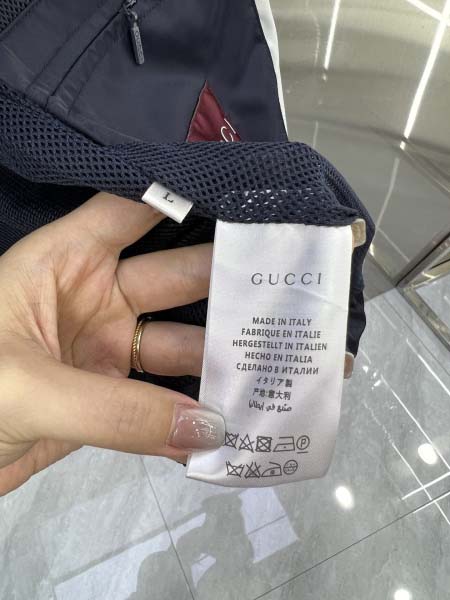 L
GUCCI
MADE IN ITALY
FABRIQUE EN ITALIE
HERGESTELLT IN ITALIEN
HECHO EN ITALIA
СДЕЛАНО В ИТАЛИИ
イタリア製
产地:意大利
صنع في إيطاليا